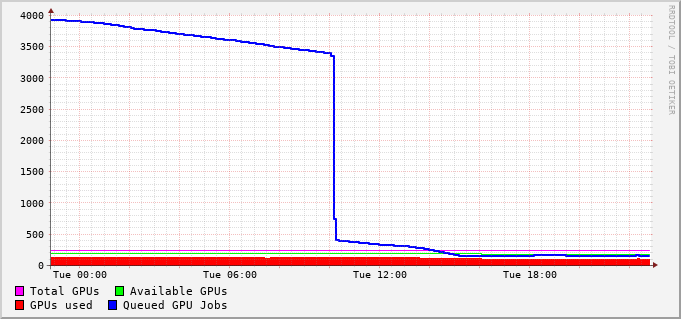 4000
3500
3000
2500
2000
1500
1000
500
0
Tue 00:00 Tue 06:00 Tue 12:00 Tue 18:00
Total GPUs Available GPUs
GPUs used Queued GPU Jobs
RRDTOOL / TOBI OETIKER